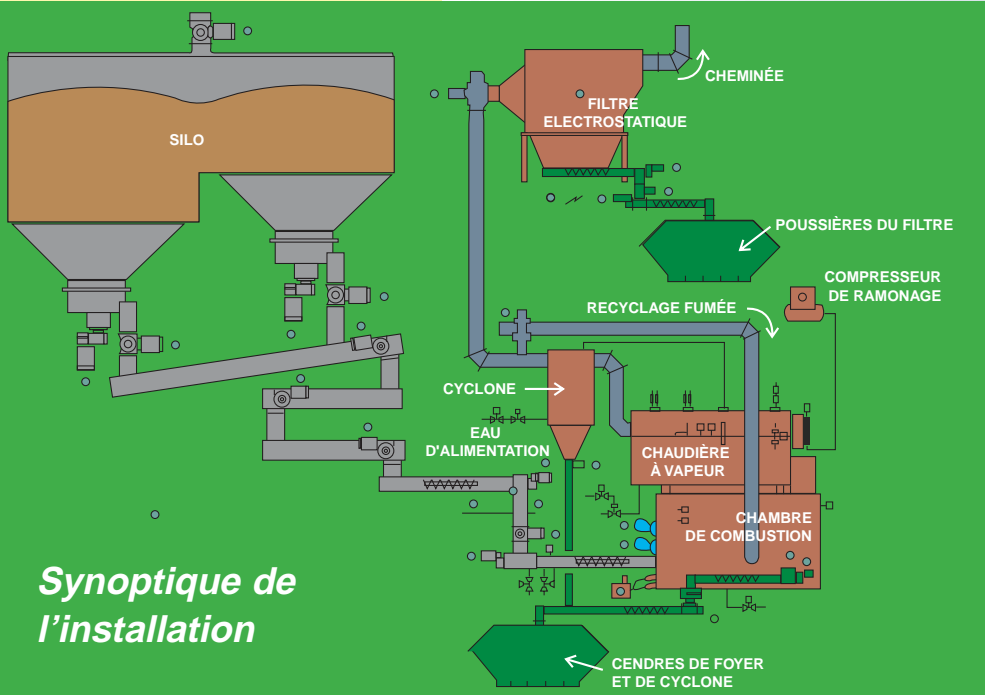 CHEMINÉE
FILTRE
ELECTROSTATIQUE
SILO
POUSSIÈRES DU FILTRE
COMPRESSEUR
DE RAMONAGE
RECYCLAGE FUMÉE
CYCLONE
EAU
D'ALIMENTATION
CHAUDIÈRE
À VAPEUR
CHAMBRE
DE COMBUSTION
Synoptique de
l'installation
CENDRES DE FOYER
ET DE CYCLONE